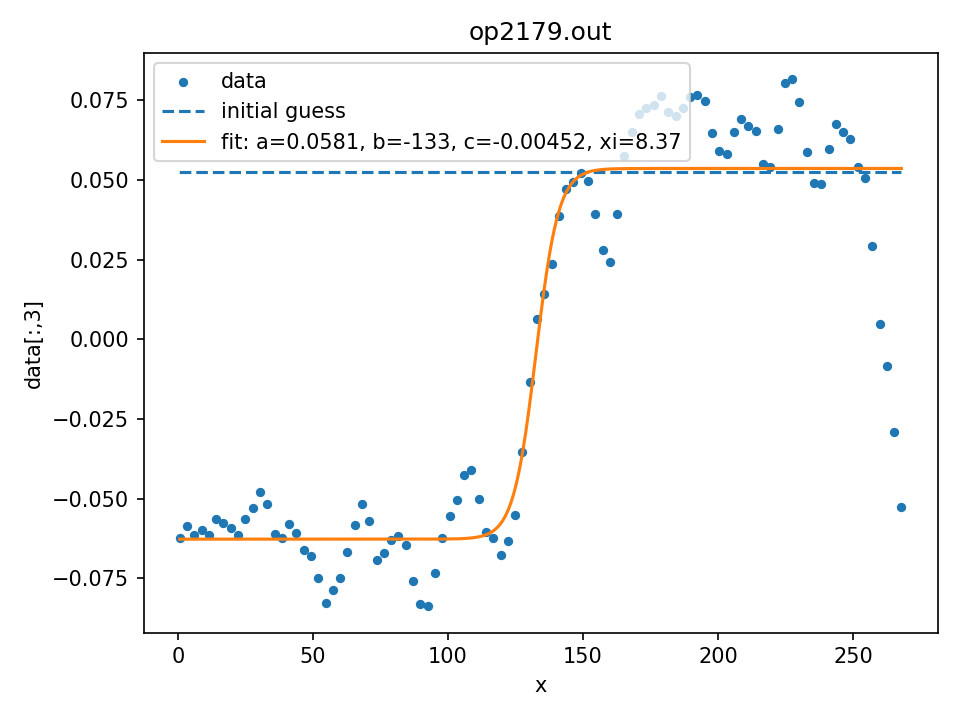 op2179.out
data
initial guess
fit: a=0.0581, b=-133, c=-0.00452, xi=8.37
0.075
0.050
0.025
0.000
−0.025
−0.050
−0.075
data[:,3]
0 50 100 150 200 250
x